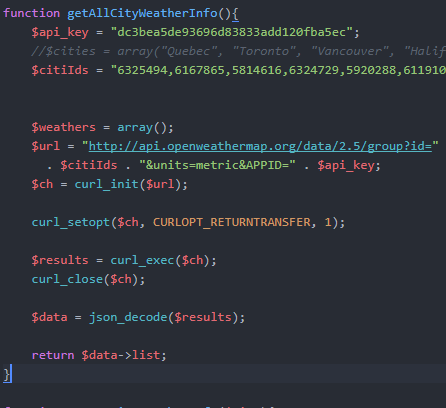 function getAllCityWeatherInfo(){
$api_key = "dc3bea5de93696d83833add120fba5ec";
//$cities = array("Quebec", "Toronto", "Vancouver", "Halif
$citiIds = "6325494,6167865,5814616,6324729,5920288,611910
$weathers = array();
$url = "http://api.openweathermap.org/data/2.5/group?id="
. $citiIds . "&units=metric&APPID=" . $api_key;
$ch = curl_init($url);
curl_setopt($ch, CURLOPT_RETURNTRANSFER, 1);
$results = curl_exec($ch);
curl_close($ch);
$data = json_decode($results);
return $data->list;
}